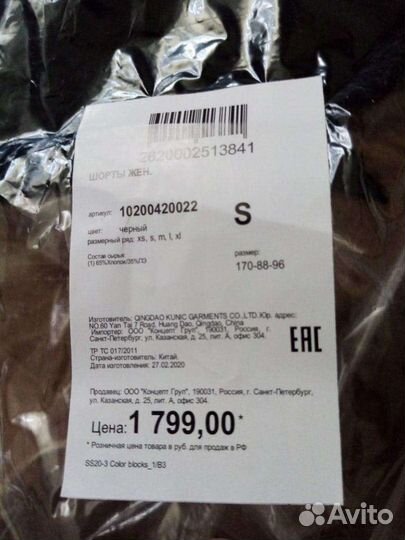 2620002513841
ШОРТЫ ЖЕН.
артикул: 10200420022 S
цвет: черный
размерный ряд: xs, s, m, l, xl
Состав сырья: размер:
(1) 65%Хлопок/35%ПЭ 170-88-96
Изготовитель: QINGDAO KUNIC GARMENTS CO.,LTD.Юр. адрес:
NO.60 Yan Tai 7 Road, Huang Dao, Qingdao, China
Импортер: ООО "Концепт Груп", 190031, Россия, г.
Санкт-Петербург, ул. Казанская, д. 25, пит. А, офис 304.
ЕАС
ТР ТС 017/2011
Страна-изготовитель: Китай.
Дата изготовления: 27.02.2020
Продавец: ООО "Концепт Груп", 190031, Россия, г. Санкт-Петербург,
ул. Казанская, д. 25, лит. А, офис 304.
Цена: 1 799,00*
* Розничная цена товара в руб. для продаж в РФ
SS20-3 Color blocks_1/B3
Avito